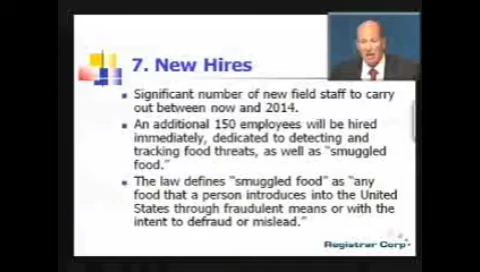 7. New Hires
Significant number of new field staff to carry
out between now and 2014.
An additional 150 employees will be hired
immediately, dedicated to detecting and
tracking food threats, as well as “smuggled
food.”
The law defines “smuggled food” as “any
food that a person introduces into the United
States through fraudulent means or with the
intent to defraud or mislead.”
Registrar Corp